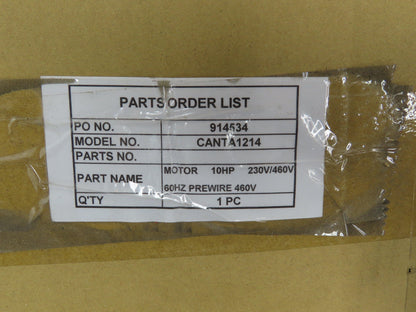 PARTS ORDER LIST
PO NO. 914534
MODEL NO. CANTA1214
PARTS NO.
PART NAME MOTOR 10HP 230V/460V
60HZ PREWIRE 460V
Q'TY 1 PC